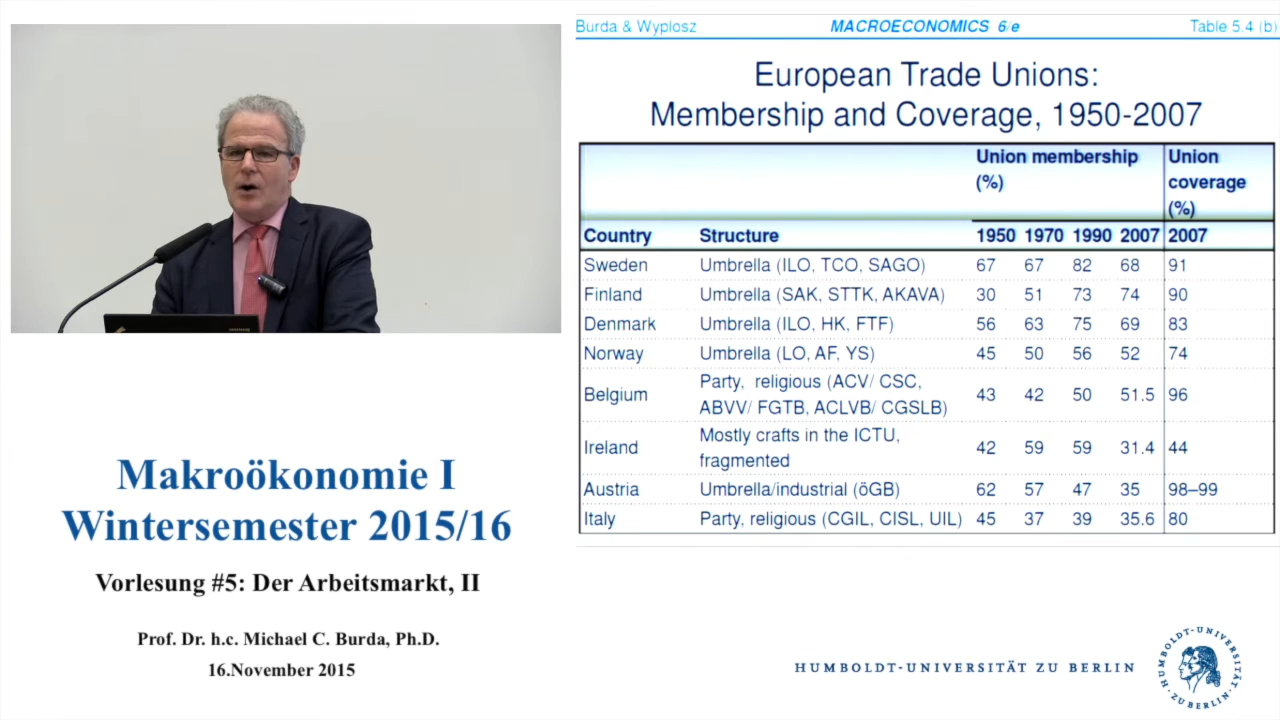 Burda & Wyplosz MACROECONOMICS 6/e Table 5.4 (b)
European Trade Unions:
Membership and Coverage, 1950-2007
Union membership (%) Union coverage (%)
Country Structure 1950 1970 1990 2007 2007
Sweden Umbrella (ILO, TCO, SAGO) 67 67 82 68 91
Finland Umbrella (SAK, STTK, AKAVA) 30 51 73 74 90
Denmark Umbrella (ILO, HK, FTF) 56 63 75 69 83
Norway Umbrella (LO, AF, YS) 45 50 56 52 74
Belgium Party, religious (ACV/ CSC, ABVV/ FGTB, ACLVB/ CGSLB) 43 42 50 51.5 96
Ireland Mostly crafts in the ICTU, fragmented 42 59 59 31.4 44
Austria Umbrella/industrial (öGB) 62 57 47 35 98–99
Italy Party, religious (CGIL, CISL, UIL) 45 37 39 35.6 80
Makroökonomie I
Wintersemester 2015/16
Vorlesung #5: Der Arbeitsmarkt, II
Prof. Dr. h.c. Michael C. Burda, Ph.D.
16.November 2015
HUMBOLDT-UNIVERSITÄT ZU BERLIN
HUMBOLDT-UNIVERSITÄT ZU BERLIN